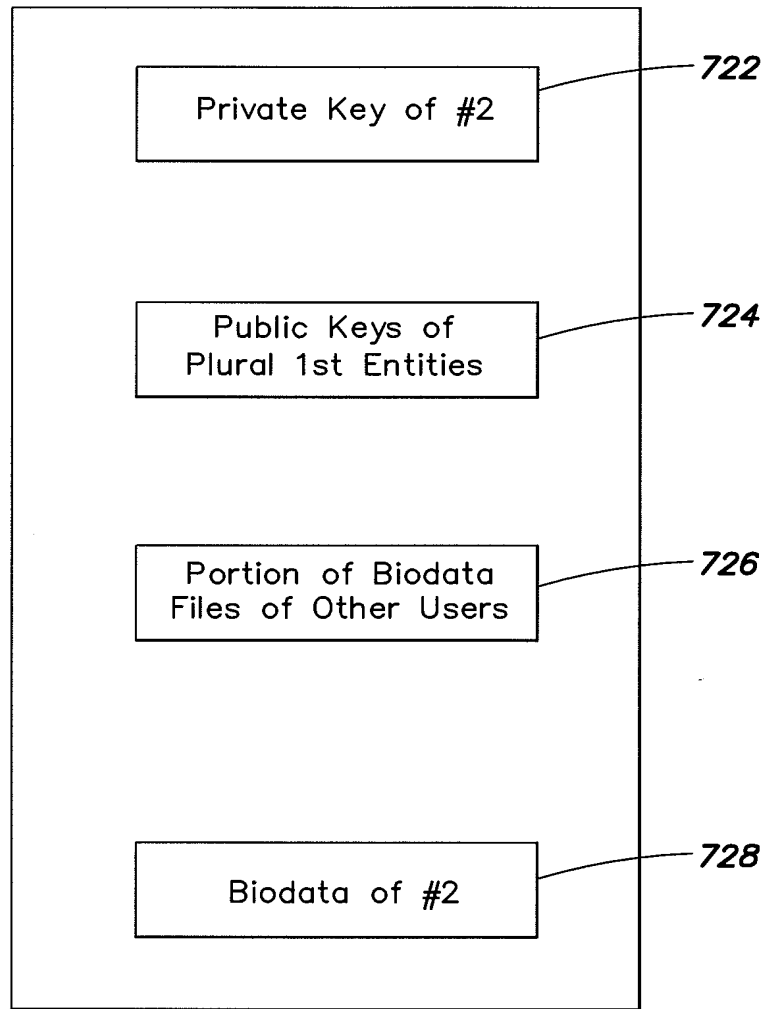 Private Key of #2
722
Public Keys of
Plural 1st Entities
724
Portion of Biodata
Files of Other Users
726
Biodata of #2
728